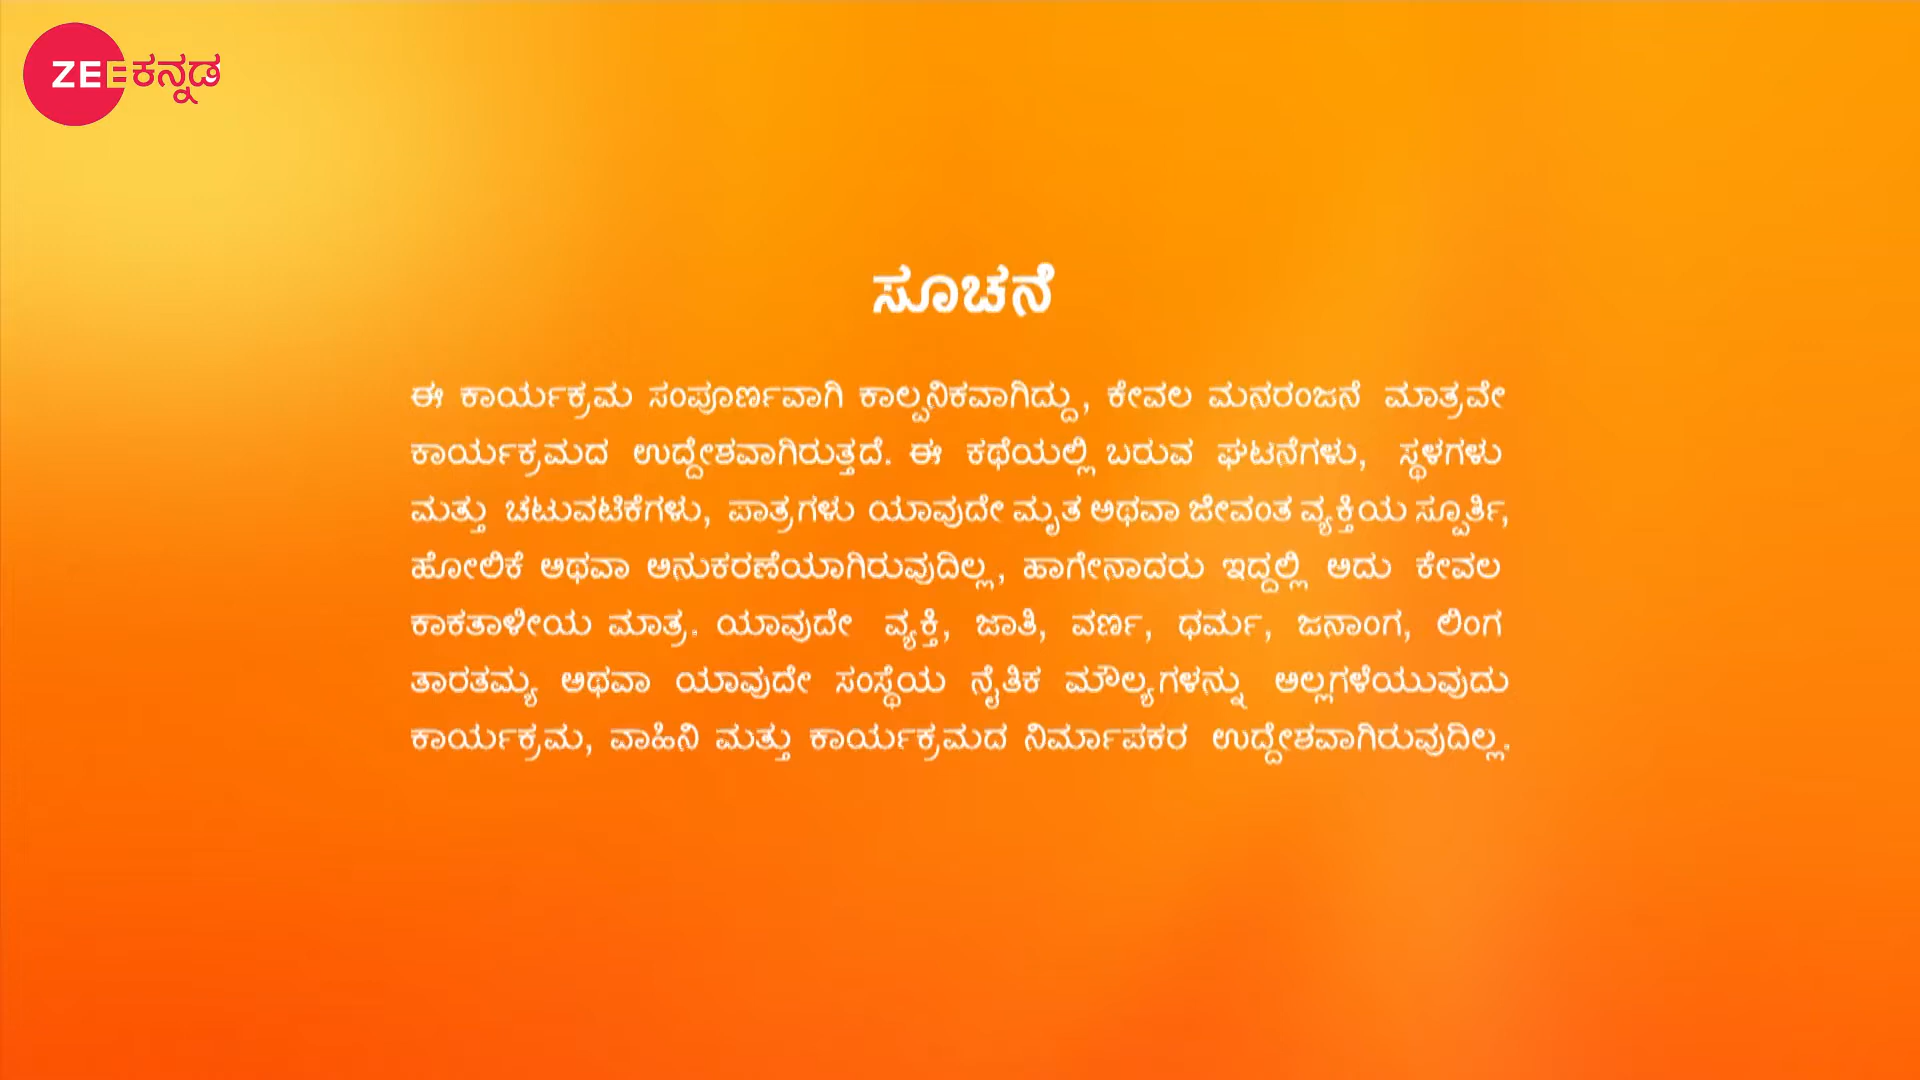 ZEE ಕನ್ನಡ
ಸೂಚನೆ
ಈ ಕಾರ್ಯಕ್ರಮ ಸಂಪೂರ್ಣವಾಗಿ ಕಾಲ್ಪನಿಕವಾಗಿದ್ದು, ಕೇವಲ ಮನರಂಜನೆ ಮಾತ್ರವೇ
ಕಾರ್ಯಕ್ರಮದ ಉದ್ದೇಶವಾಗಿರುತ್ತದೆ. ಈ ಕಥೆಯಲ್ಲಿ ಬರುವ ಘಟನೆಗಳು, ಸ್ಥಳಗಳು
ಮತ್ತು ಚಟುವಟಿಕೆಗಳು, ಪಾತ್ರಗಳು ಯಾವುದೇ ಮೃತ ಅಥವಾ ಜೀವಂತ ವ್ಯಕ್ತಿಯ ಸ್ಪೂರ್ತಿ,
ಹೋಲಿಕೆ ಅಥವಾ ಅನುಕರಣೆಯಾಗಿರುವುದಿಲ್ಲ, ಹಾಗೇನಾದರು ಇದ್ದಲ್ಲಿ ಅದು ಕೇವಲ
ಕಾಕತಾಳೀಯ ಮಾತ್ರ. ಯಾವುದೇ ವ್ಯಕ್ತಿ, ಜಾತಿ, ವರ್ಣ, ಧರ್ಮ, ಜನಾಂಗ, ಲಿಂಗ
ತಾರತಮ್ಯ ಅಥವಾ ಯಾವುದೇ ಸಂಸ್ಥೆಯ ನೈತಿಕ ಮೌಲ್ಯಗಳನ್ನು ಅಲ್ಲಗಳೆಯುವುದು
ಕಾರ್ಯಕ್ರಮ, ವಾಹಿನಿ ಮತ್ತು ಕಾರ್ಯಕ್ರಮದ ನಿರ್ಮಾಪಕರ ಉದ್ದೇಶವಾಗಿರುವುದಿಲ್ಲ.